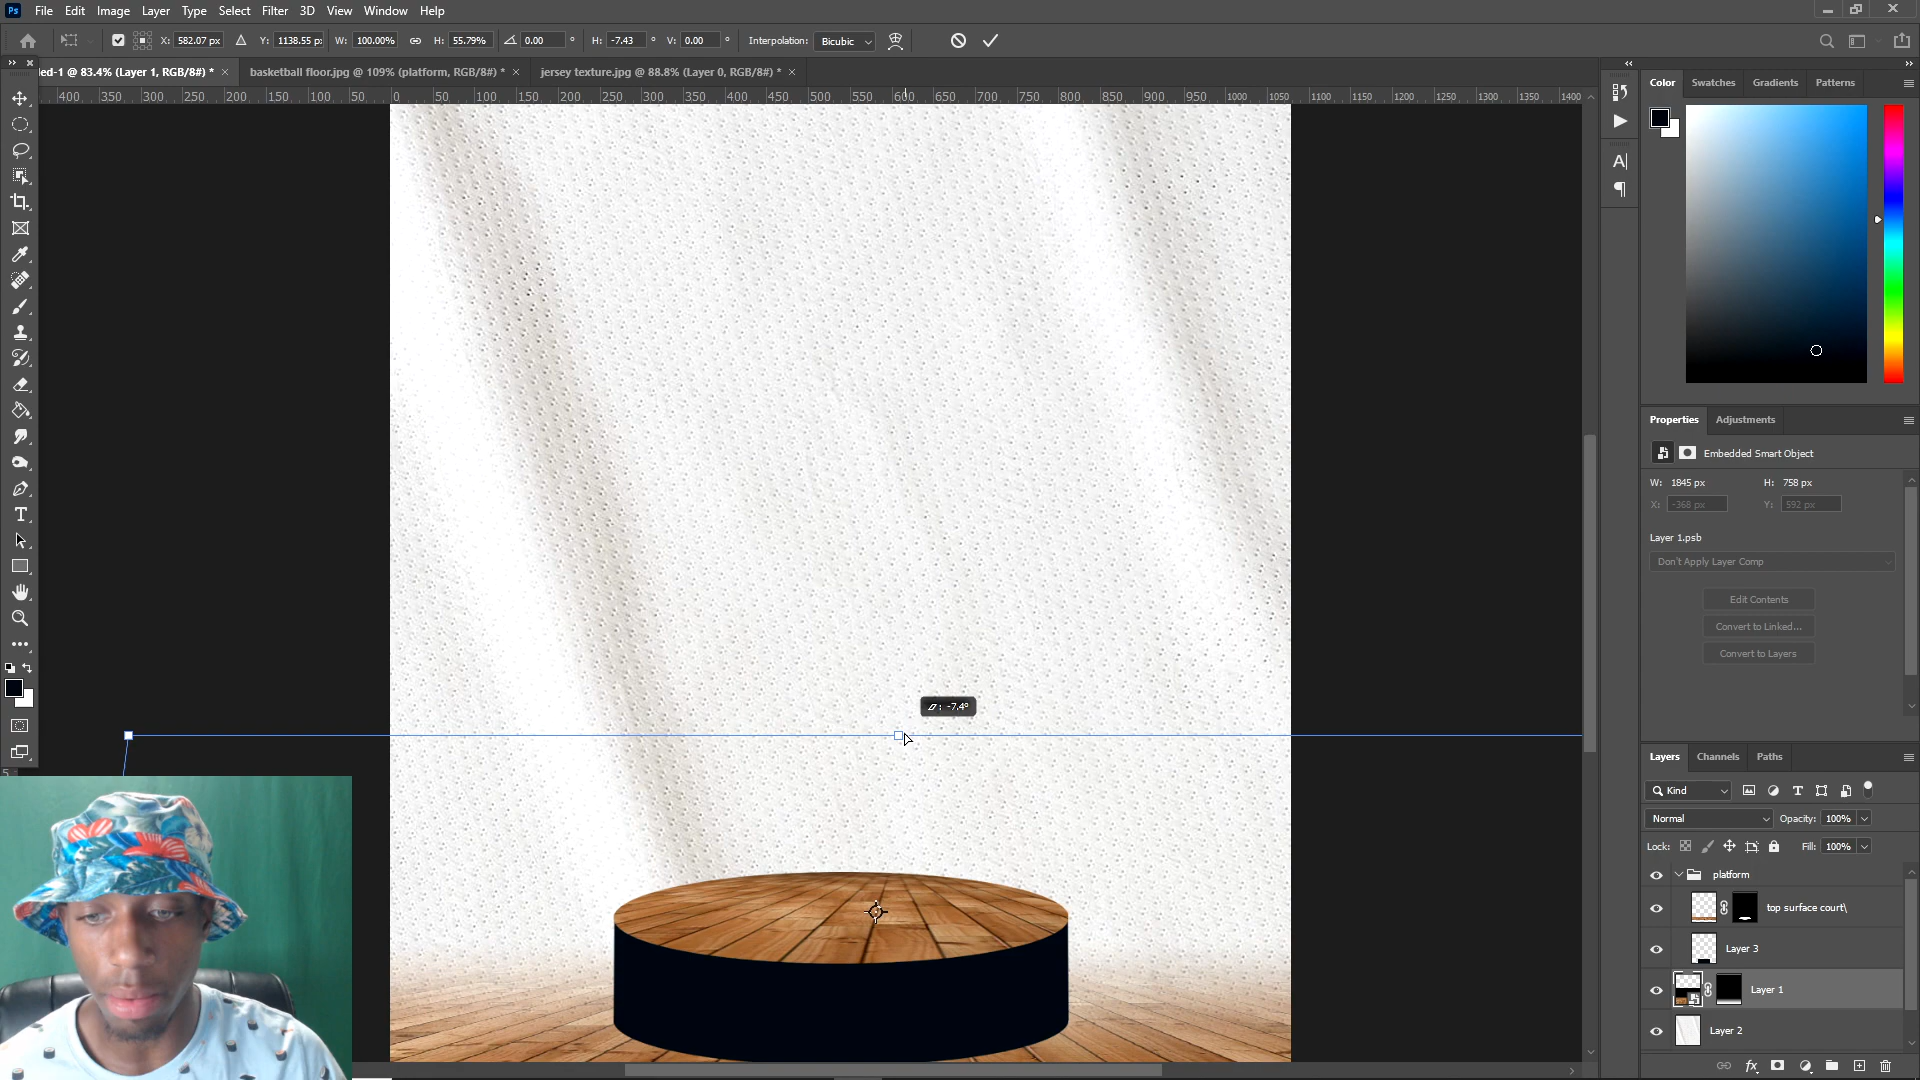 Ps File Edit Image Layer Type Select Filter 3D View Window Help
X: 582.07 px Y: 1138.55 px W: 100.00% H: 55.79% 0.00 ° H: -7.43 ° V: 0.00 ° Interpolation: Bicubic
led-1 @ 83.4% (Layer 1, RGB/8#) * × basketball floor.jpg @ 109% (platform, RGB/8#) * × jersey texture.jpg @ 88.8% (Layer 0, RGB/8#) * ×
400 350 300 250 200 150 100 50 0 50 100 150 200 250 300 350 400 450 500 550 600 650 700 750 800 850 900 950 1000 1050 1100 1150 1200 1250 1300 1350 1400
Color Swatches Gradients Patterns
Properties Adjustments
Embedded Smart Object
W: 1845 px H: 758 px
X: -368 px Y: 592 px
Layer 1.psb
Don't Apply Layer Comp
Edit Contents
Convert to Linked...
Convert to Layers
: -7.4°
5
Layers Channels Paths
Kind
Normal Opacity: 100%
Lock: Fill: 100%
platform
top surface court\
Layer 3
Layer 1
Layer 2